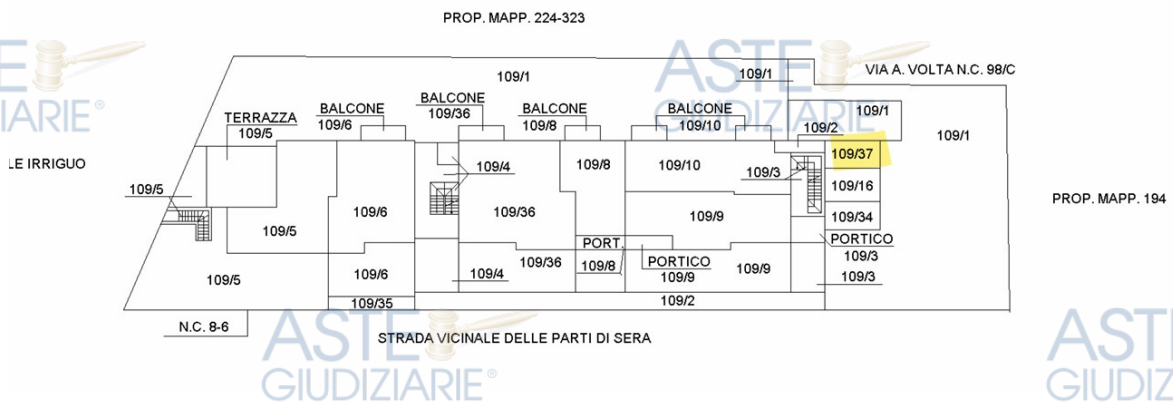 PROP. MAPP. 224-323
ASTE
GIUDIZIARIE®
VIA A. VOLTA N.C. 98/C
109/1
109/1
109/1
109/1
BALCONE
109/36
BALCONE
109/6
BALCONE
109/8
BALCONE
109/10
TERRAZZA
109/5
109/2
LE IRRIGUO
109/37
109/4
109/8
109/10
109/3
109/5
109/16
109/6
109/36
109/9
109/34
109/5
PORT.
109/8
PORTICO
109/9
PORTICO
109/3
109/3
109/5
109/6
109/4
109/36
109/9
109/35
109/2
PROP. MAPP. 194
N.C. 8-6
STRADA VICINALE DELLE PARTI DI SERA
ASTE
GIUDIZIARIE®
ASTE
GIUDIZ